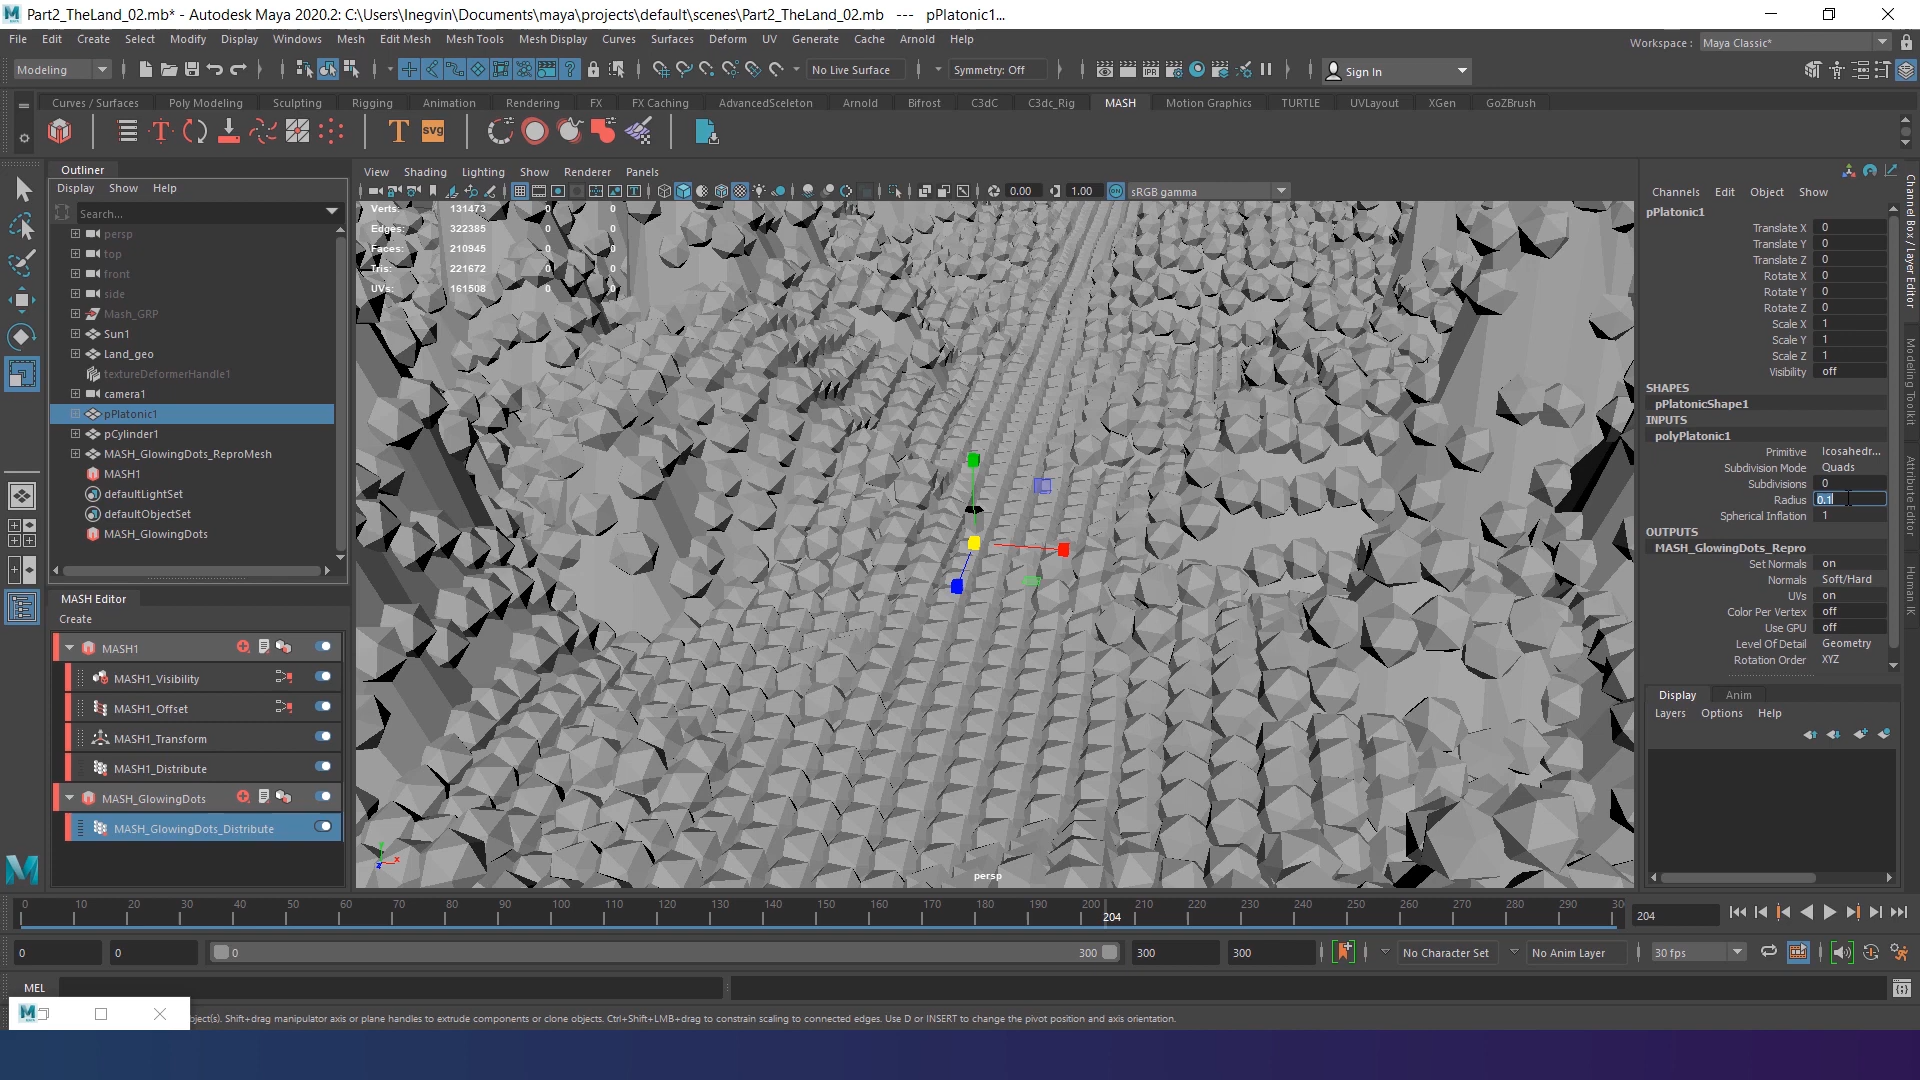 Part2_TheLand_02.mb* - Autodesk Maya 2020.2: C:\Users\Inegvin\Documents\maya\projects\default\scenes\Part2_TheLand_02.mb --- pPlatonic1...
File Edit Create Select Modify Display Windows Mesh Edit Mesh Mesh Tools Mesh Display Curves Surfaces Deform UV Generate Cache Arnold Help
Workspace : Maya Classic*
Modeling
No Live Surface
Symmetry: Off
Sign In
Curves / Surfaces Poly Modeling Sculpting Rigging Animation Rendering FX FX Caching AdvancedSceleton Arnold Bifrost C3dC C3dc_Rig MASH Motion Graphics TURTLE UVLayout XGen GoZBrush
T svg
Outliner
Display Show Help
Search...
persp
top
front
side
Mash_GRP
Sun1
Land_geo
textureDeformerHandle1
camera1
pPlatonic1
pCylinder1
MASH_GlowingDots_ReproMesh
MASH1
defaultLightSet
defaultObjectSet
MASH_GlowingDots
MASH Editor
Create
MASH1
MASH1_Visibility
MASH1_Offset
MASH1_Transform
MASH1_Distribute
MASH_GlowingDots
MASH_GlowingDots_Distribute
View Shading Lighting Show Renderer Panels
0.00 1.00 sRGB gamma
Verts: 131473 0 0
Edges: 322385 0 0
Faces: 210945 0 0
Tris: 221672 0 0
UVs: 161508 0 0
persp
Channels Edit Object Show
pPlatonic1
Translate X 0
Translate Y 0
Translate Z 0
Rotate X 0
Rotate Y 0
Rotate Z 0
Scale X 1
Scale Y 1
Scale Z 1
Visibility off
SHAPES
pPlatonicShape1
INPUTS
polyPlatonic1
Primitive Icosahedr...
Subdivision Mode Quads
Subdivisions 0
Radius 0.1
Spherical Inflation 1
OUTPUTS
MASH_GlowingDots_Repro
Set Normals on
Normals Soft/Hard
UVs on
Color Per Vertex off
Use GPU off
Level Of Detail Geometry
Rotation Order XYZ
Display Anim
Layers Options Help
Channel Box / Layer Editor
Modeling Toolkit
Attribute Editor
Human IK
0 10 20 30 40 50 60 70 80 90 100 110 120 130 140 150 160 170 180 190 200 210 220 230 240 250 260 270 280 290 30
204
204
0 0 0 300 300 300
No Character Set
No Anim Layer
30 fps
MEL
ject(s). Shift+drag manipulator axis or plane handles to extrude components or clone objects. Ctrl+Shift+LMB+drag to constrain scaling to connected edges. Use D or INSERT to change the pivot position and axis orientation.